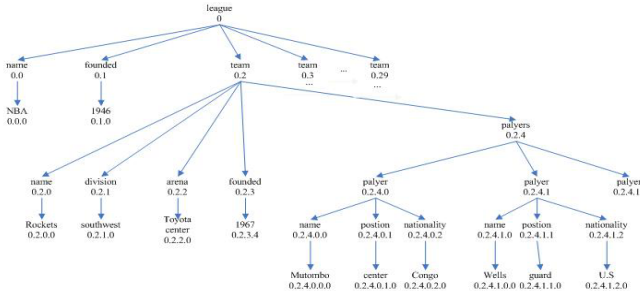 league
0
name
0.0
founded
0.1
team
0.2
team
0.3
...
...
team
0.29
...
NBA
0.0.0
1946
0.1.0
palyers
0.2.4
name
0.2.0
division
0.2.1
arena
0.2.2
founded
0.2.3
palyer
0.2.4.0
palyer
0.2.4.1
palyer
0.2.4.1
Rockets
0.2.0.0
southwest
0.2.1.0
Toyota
center
0.2.2.0
1967
0.2.3.4
name
0.2.4.0.0
postion
0.2.4.0.1
nationality
0.2.4.0.2
name
0.2.4.1.0
postion
0.2.4.1.1
nationality
0.2.4.1.2
Mutombo
0.2.4.0.0.0
center
0.2.4.0.1.0
Congo
0.2.4.0.2.0
Wells
0.2.4.1.0.0
guard
0.2.4.1.1.0
U.S
0.2.4.1.2.0